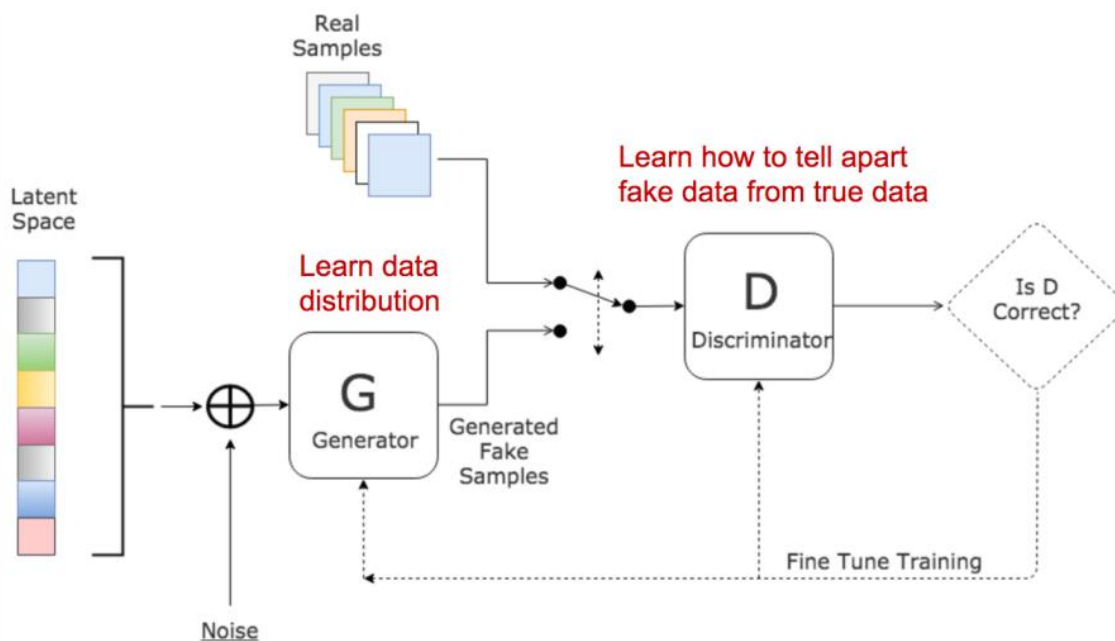 Real
Samples
Learn how to tell apart
fake data from true data
Latent
Space
Learn data
distribution
Is D
Correct?
D
Discriminator
G
Generator
Generated
Fake
Samples
Fine Tune Training
Noise